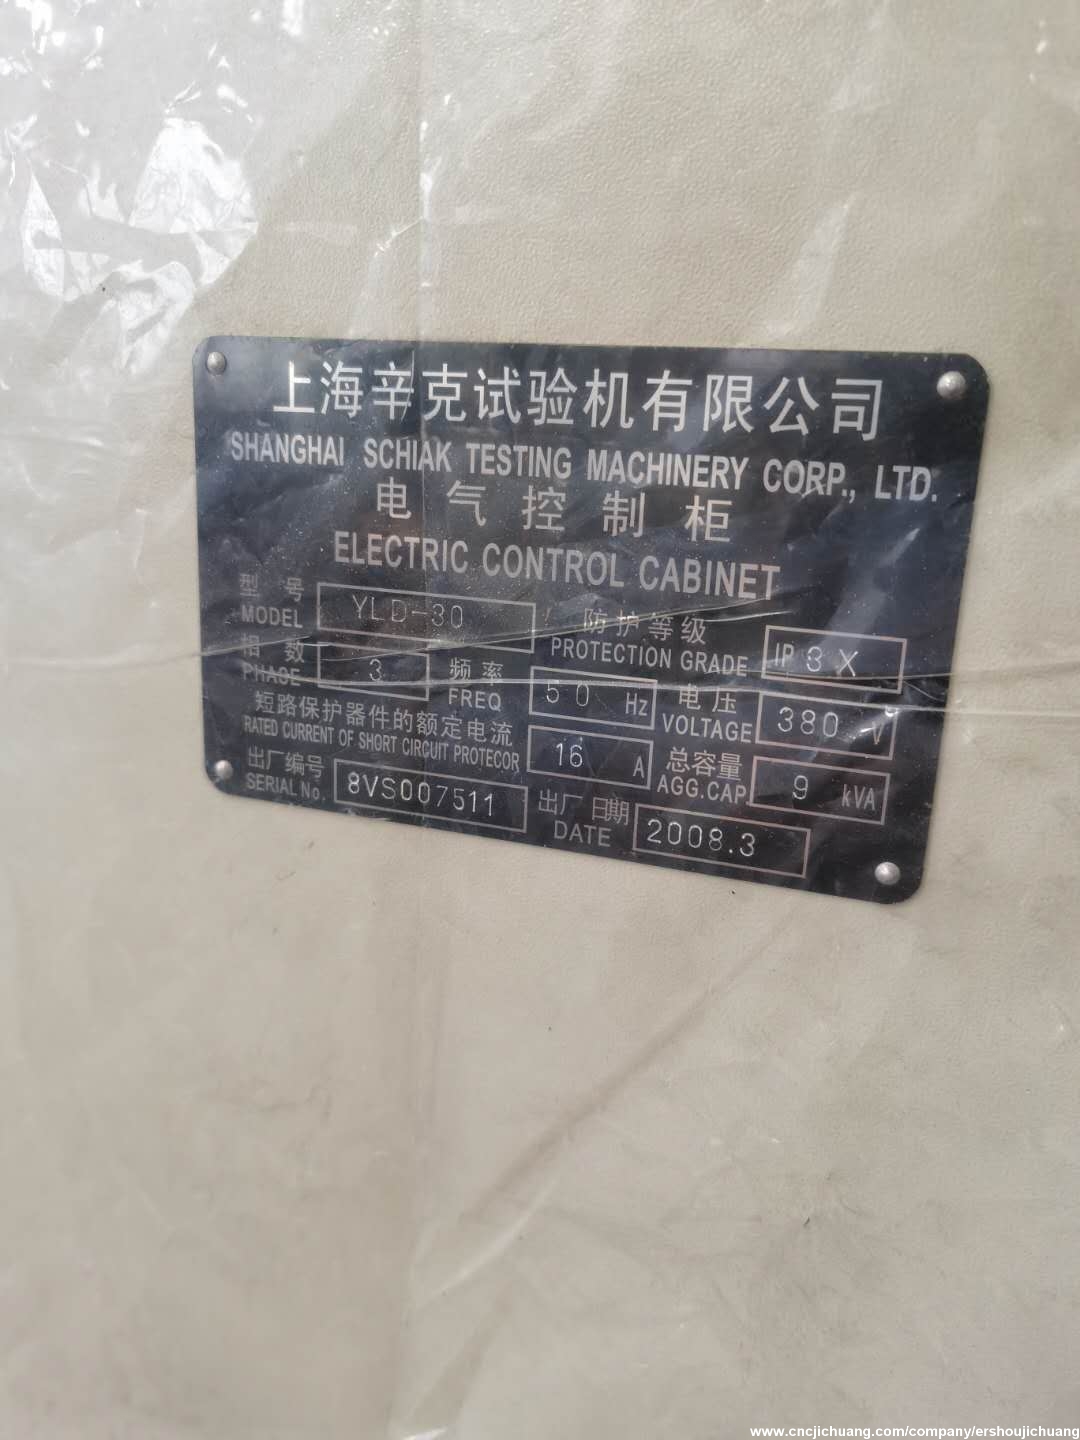 上海辛克试验机有限公司
SHANGHAI SCHIAK TESTING MACHINERY CORP., LTD.
电气控制柜
ELECTRIC CONTROL CABINET
型号 MODEL YLD-30 防护等级 PROTECTION GRADE IP 3X
相数 PHASE 3 频率 FREQ 50 Hz 电压 VOLTAGE 380 V
短路保护器件的额定电流 RATED CURRENT OF SHORT CIRCUIT PROTECOR 16 A 总容量 AGG.CAP. 9 kVA
出厂编号 SERIAL No. 8VS007511 出厂日期 DATE 2008.3
www.cncjichuang.com/company/ershoujichuang